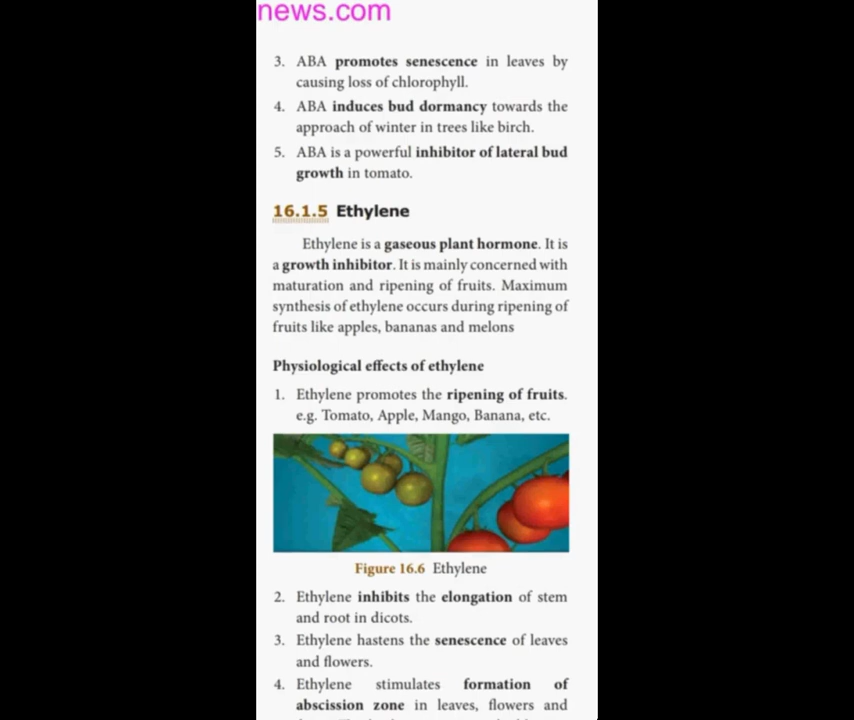 news.com
3. ABA promotes senescence in leaves by
causing loss of chlorophyll.
4. ABA induces bud dormancy towards the
approach of winter in trees like birch.
5. ABA is a powerful inhibitor of lateral bud
growth in tomato.
16.1.5 Ethylene
Ethylene is a gaseous plant hormone. It is
a growth inhibitor. It is mainly concerned with
maturation and ripening of fruits. Maximum
synthesis of ethylene occurs during ripening of
fruits like apples, bananas and melons
Physiological effects of ethylene
1. Ethylene promotes the ripening of fruits.
e.g. Tomato, Apple, Mango, Banana, etc.
Figure 16.6 Ethylene
2. Ethylene inhibits the elongation of stem
and root in dicots.
3. Ethylene hastens the senescence of leaves
and flowers.
4. Ethylene stimulates formation of
abscission zone in leaves, flowers and